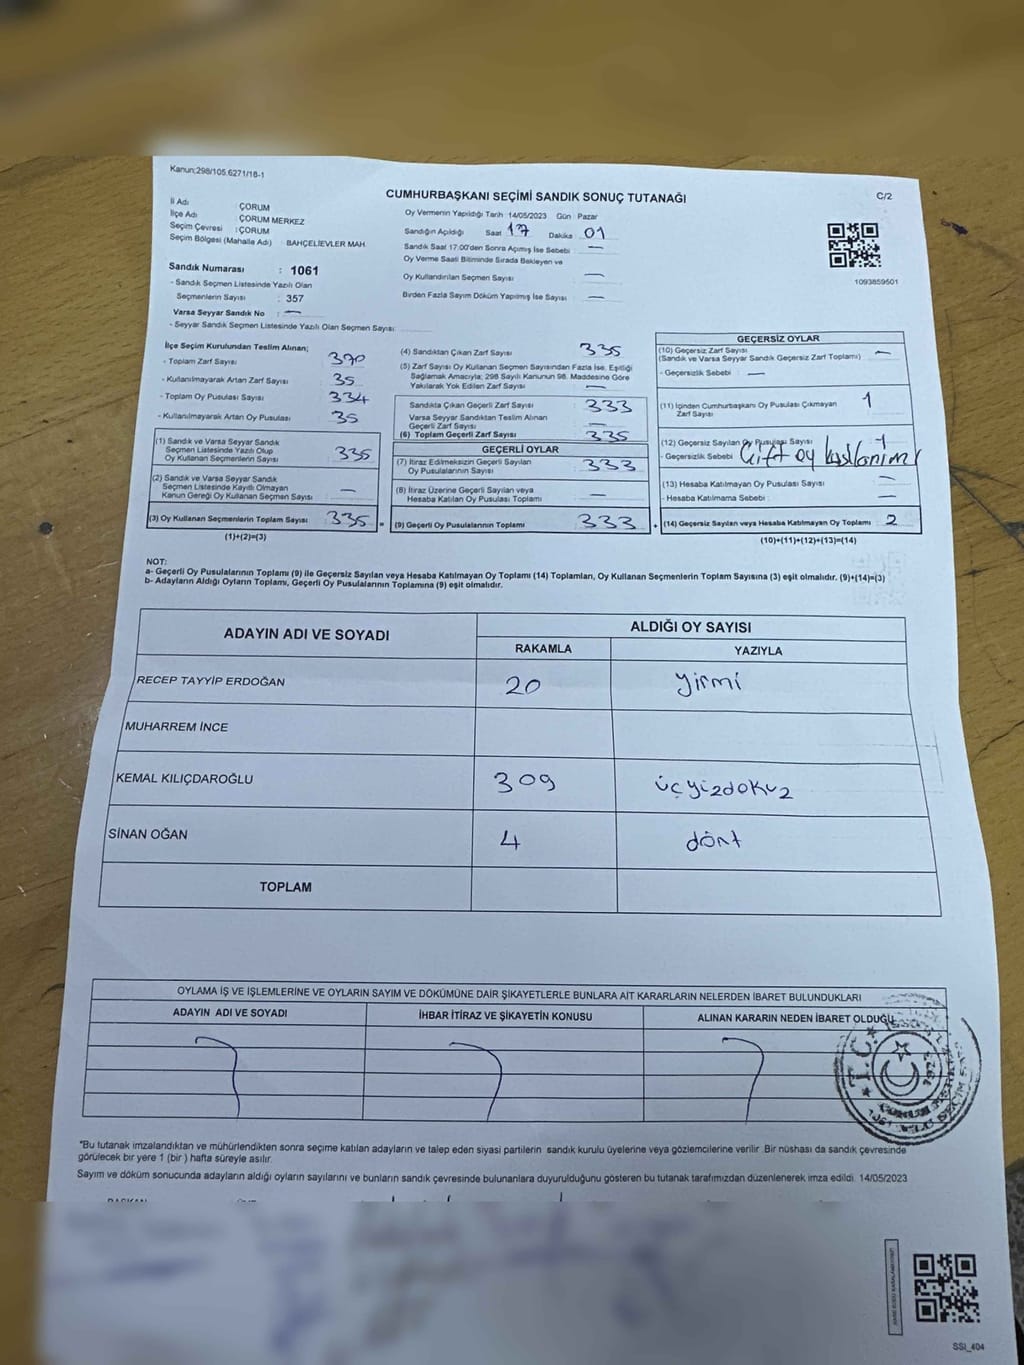 Kanun:298/105.6271/18-1
CUMHURBAŞKANI SEÇİMİ SANDIK SONUÇ TUTANAĞI
C/2
İl Adı : ÇORUM
İlçe Adı : ÇORUM MERKEZ
Seçim Çevresi : ÇORUM
Seçim Bölgesi (Mahalle Adı) : BAHÇELİEVLER MAH.
Sandık Numarası : 1061
- Sandık Seçmen Listesinde Yazılı Olan
Seçmenlerin Sayısı : 357
Varsa Seyyar Sandık No : —
- Seyyar Sandık Seçmen Listesinde Yazılı Olan Seçmen Sayısı:
Oy Vermenin Yapıldığı Tarih 14/05/2023 Gün : Pazar
Sandığın Açıldığı Saat 17 Dakika 01
Sandık Saat 17:00'den Sonra Açımış İse Sebebi —
Oy Verme Saati Bitiminde Sırada Bekleyen ve
Oy Kullandırılan Seçmen Sayısı —
Birden Fazla Sayım Döküm Yapılmış İse Sayısı —
1093859501
İlçe Seçim Kurulundan Teslim Alınan;
- Toplam Zarf Sayısı : 370
- Kullanılmayarak Artan Zarf Sayısı : 35
- Toplam Oy Pusulası Sayısı : 334
- Kullanılmayarak Artan Oy Pusulası : 35
(1) Sandık ve Varsa Seyyar Sandık
Seçmen Listesinde Yazılı Olup
Oy Kullanan Seçmenlerin Sayısı : 335
(2) Sandık ve Varsa Seyyar Sandık
Seçmen Listesinde Kayıtlı Olmayan
Kanun Gereği Oy Kullanan Seçmen Sayısı : —
(3) Oy Kullanan Seçmenlerin Toplam Sayısı : 335 =
(1)+(2)=(3)
(4) Sandıktan Çıkan Zarf Sayısı : 335
(5) Zarf Sayısı Oy Kullanan Seçmen Sayısından Fazla İse, Eşitliği
Sağlamak Amacıyla; 298 Sayılı Kanunun 98. Maddesine Göre
Yakılarak Yok Edilen Zarf Sayısı : —
Sandıkta Çıkan Geçerli Zarf Sayısı : 333
Varsa Seyyar Sandıktan Teslim Alınan
Geçerli Zarf Sayısı : —
(6) Toplam Geçerli Zarf Sayısı : 335
GEÇERLİ OYLAR
(7) İtiraz Edilmeksizin Geçerli Sayılan
Oy Pusulalarının Sayısı : 333
(8) İtiraz Üzerine Geçerli Sayılan veya
Hesaba Katılan Oy Pusulası Toplamı : —
(9) Geçerli Oy Pusulalarının Toplamı : 333 +
GEÇERSİZ OYLAR
(10) Geçersiz Zarf Sayısı
(Sandık ve Varsa Seyyar Sandık Geçersiz Zarf Toplamı) : —
- Geçersizlik Sebebi : —
(11) İçinden Cumhurbaşkanı Oy Pusulası Çıkmayan
Zarf Sayısı : 1
(12) Geçersiz Sayılan Oy Pusulası Sayısı : 1
- Geçersizlik Sebebi : Çift oy kullanımı
(13) Hesaba Katılmayan Oy Pusulası Sayısı : —
- Hesaba Katılmama Sebebi : —
(14) Geçersiz Sayılan veya Hesaba Katılmayan Oy Toplamı : 2
(10)+(11)+(12)+(13)=(14)
NOT:
a- Geçerli Oy Pusulalarının Toplamı (9) ile Geçersiz Sayılan veya Hesaba Katılmayan Oy Toplamı (14) Toplamları, Oy Kullanan Seçmenlerin Toplam Sayısına (3) eşit olmalıdır. (9)+(14)=(3)
b- Adayların Aldığı Oyların Toplamı, Geçerli Oy Pusulalarının Toplamına (9) eşit olmalıdır.
ADAYIN ADI VE SOYADI
ALDIĞI OY SAYISI
RAKAMLA YAZIYLA
RECEP TAYYİP ERDOĞAN 20 yirmi
MUHARREM İNCE
KEMAL KILIÇDAROĞLU 309 üçyizdokuz
SİNAN OĞAN 4 dört
TOPLAM
OYLAMA İŞ VE İŞLEMLERİNE VE OYLARIN SAYIM VE DÖKÜMÜNE DAİR ŞİKAYETLERLE BUNLARA AİT KARARLARIN NELERDEN İBARET BULUNDUKLARI
ADAYIN ADI VE SOYADI İHBAR İTİRAZ VE ŞİKAYETİN KONUSU ALINAN KARARIN NEDEN İBARET OLDUĞU
T.C.
*Bu tutanak imzalandıktan ve mühürlendikten sonra seçime katılan adayların ve talep eden siyasi partilerin sandık kurulu üyelerine veya gözlemcilerine verilir .Bir nüshası da sandık çevresinde
görülecek bir yere 1 (bir ) hafta süreyle asılır.
Sayım ve döküm sonucunda adayların aldığı oyların sayılarını ve bunların sandık çevresinde bulunanlara duyurulduğunu gösteren bu tutanak tarafımızdan düzenlenerek imza edildi. 14/05/2023
SSI_404